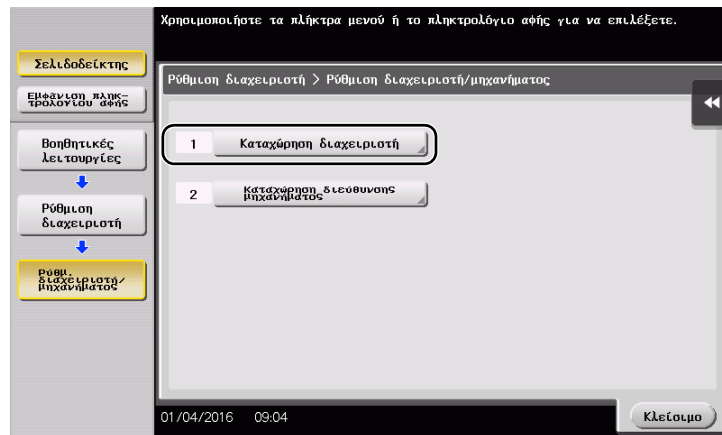 Χρησιμοποιήστε τα πλήκτρα μενού ή το πληκτρολόγιο αφής για να επιλέξετε.
Σελιδοδείκτης
Εμφάνιση πληκ-
τρολογίου αφής
Βοηθητικές
λειτουργίες
Ρύθμιση
διαχειριστή
Ρύθμ.
διαχειριστή/
μηχανήματος
Ρύθμιση διαχειριστή > Ρύθμιση διαχειριστή/μηχανήματος
1 Καταχώρηση διαχειριστή
2 Καταχώρηση διεύθυνσης
μηχανήματος
01/04/2016 09:04
Κλείσιμο